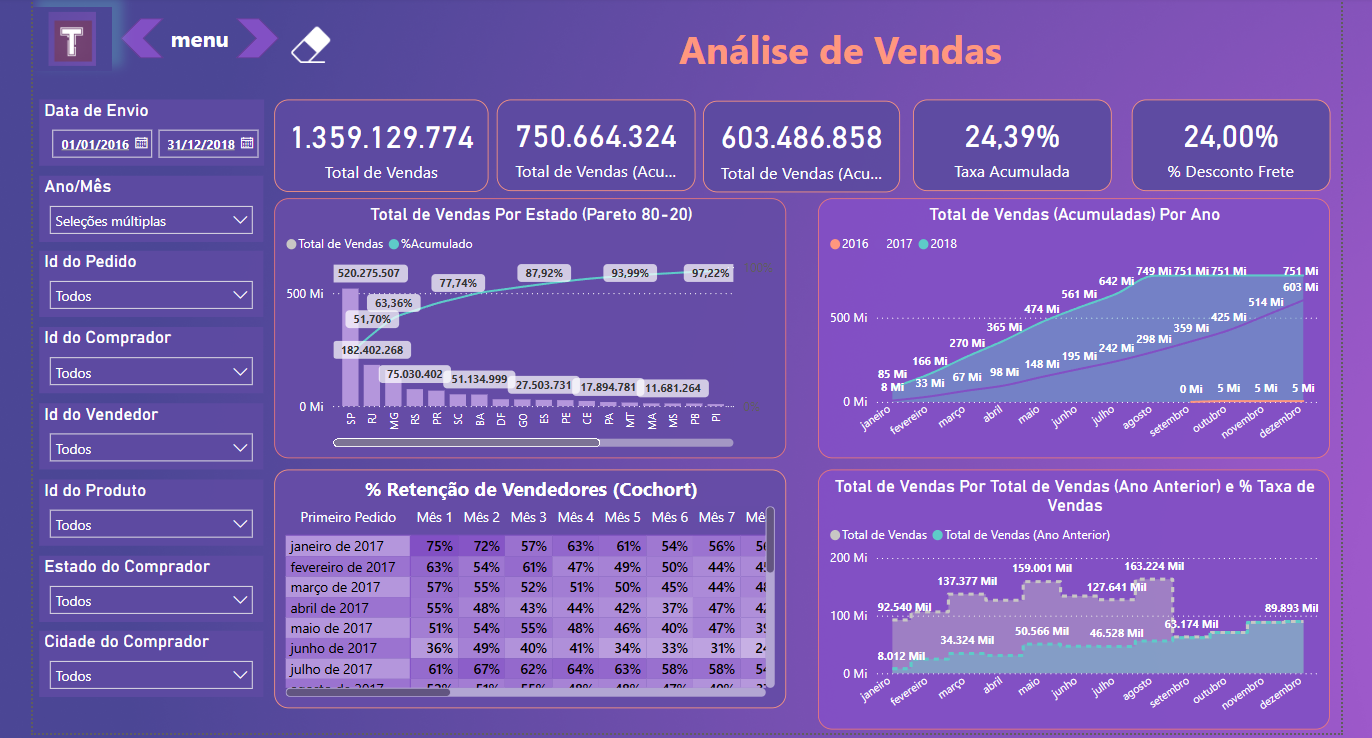 T
menu
Análise de Vendas
Data de Envio
01/01/2016
31/12/2018
Ano/Mês
Seleções múltiplas
Id do Pedido
Todos
Id do Comprador
Todos
Id do Vendedor
Todos
Id do Produto
Todos
Estado do Comprador
Todos
Cidade do Comprador
Todos
1.359.129.774
Total de Vendas
750.664.324
Total de Vendas (Acu...
603.486.858
Total de Vendas (Acu...
24,39%
Taxa Acumulada
24,00%
% Desconto Frete
Total de Vendas Por Estado (Pareto 80-20)
Total de Vendas %Acumulado
520.275.507
77,74%
87,92%
93,99%
97,22%
500 Mi
63,36%
51,70%
182.402.268
75.030.402
51.134.999
27.503.731
17.894.781
11.681.264
0 Mi
SP RJ MG RS PR SC BA DF GO ES PE CE PA MT MA MS PB PI
Total de Vendas (Acumuladas) Por Ano
2016 2017 2018
749 Mi 751 Mi 751 Mi 751 Mi
642 Mi
603 Mi
561 Mi
514 Mi
474 Mi
500 Mi
425 Mi
365 Mi
359 Mi
270 Mi
298 Mi
242 Mi
195 Mi
166 Mi
148 Mi
85 Mi
98 Mi
67 Mi
8 Mi
33 Mi
0 Mi 5 Mi 5 Mi 5 Mi
0 Mi
janeiro fevereiro março abril maio junho julho agosto setembro outubro novembro dezembro
% Retenção de Vendedores (Cochort)
Primeiro Pedido Mês 1 Mês 2 Mês 3 Mês 4 Mês 5 Mês 6 Mês 7
janeiro de 2017 75% 72% 57% 63% 61% 54% 56%
fevereiro de 2017 63% 54% 61% 47% 49% 50% 44%
março de 2017 57% 55% 52% 51% 50% 45% 44%
abril de 2017 55% 48% 43% 44% 42% 37% 47%
maio de 2017 51% 54% 55% 48% 46% 40% 47%
junho de 2017 36% 49% 40% 41% 34% 33% 31%
julho de 2017 61% 67% 62% 64% 63% 58% 58%
Total de Vendas Por Total de Vendas (Ano Anterior) e % Taxa de
Vendas
Total de Vendas Total de Vendas (Ano Anterior)
200 Mi
159.001 Mil
163.224 Mil
137.377 Mil
127.641 Mil
92.540 Mil
89.893 Mil
100 Mi
63.174 Mil
50.566 Mil
46.528 Mil
34.324 Mil
8.012 Mil
0 Mi
janeiro fevereiro março abril maio junho julho agosto setembro outubro novembro dezembro